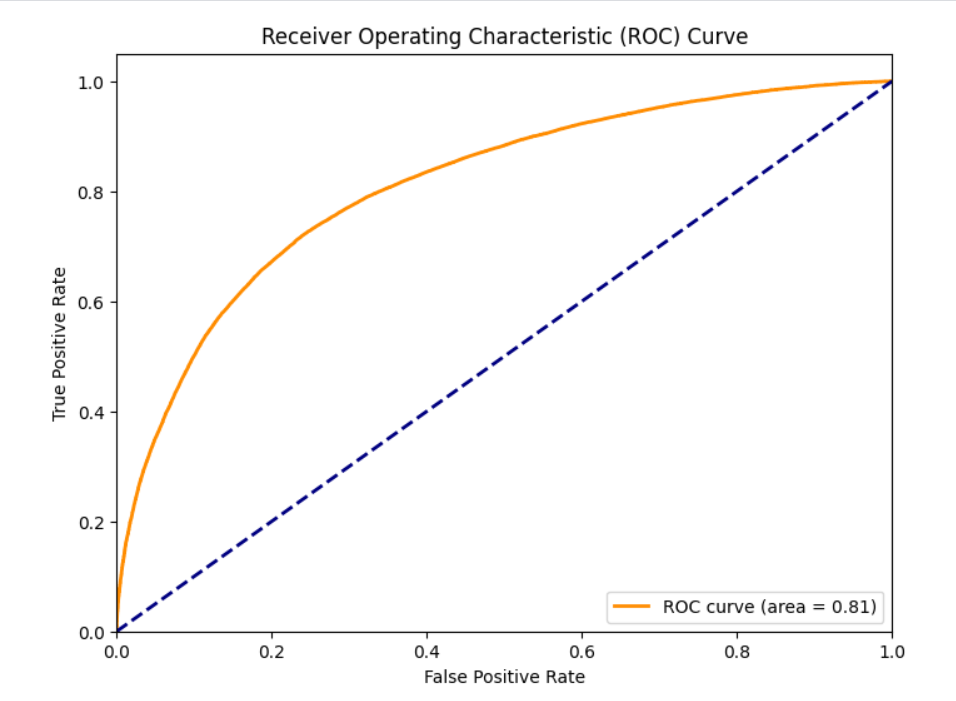 Receiver Operating Characteristic (ROC) Curve
1.0
0.8
0.6
0.4
0.2
0.0
True Positive Rate
ROC curve (area = 0.81)
0.0 0.2 0.4 0.6 0.8 1.0
False Positive Rate